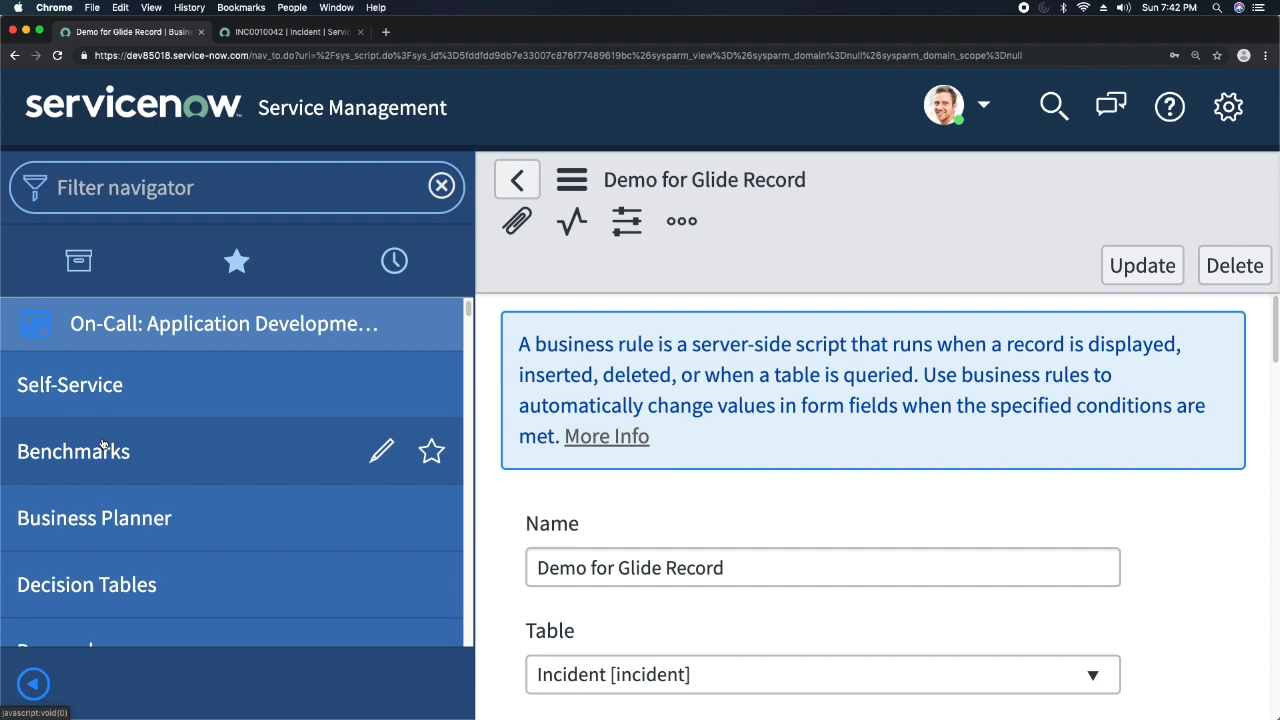 Chrome File Edit View History Bookmarks People Window Help
Sun 7:42 PM
Demo for Glide Record | Busin
INC0010042 | Incident | Servic
https://dev85018.service-now.com/nav_to.do?uri=%2Fsys_script.do%3Fsys_id%3D5fddfdd9db7e33007c876f77489619bc%26sysparm_view%3D%26sysparm_domain%3Dnull%26sysparm_domain_scope%3Dnull
servicenow Service Management
Filter navigator
Demo for Glide Record
Update Delete
On-Call: Application Developme…
Self-Service
Benchmarks
Business Planner
Decision Tables
A business rule is a server-side script that runs when a record is displayed,
inserted, deleted, or when a table is queried. Use business rules to
automatically change values in form fields when the specified conditions are
met. More Info
Name
Demo for Glide Record
Table
Incident [incident]
javascript:void(0)